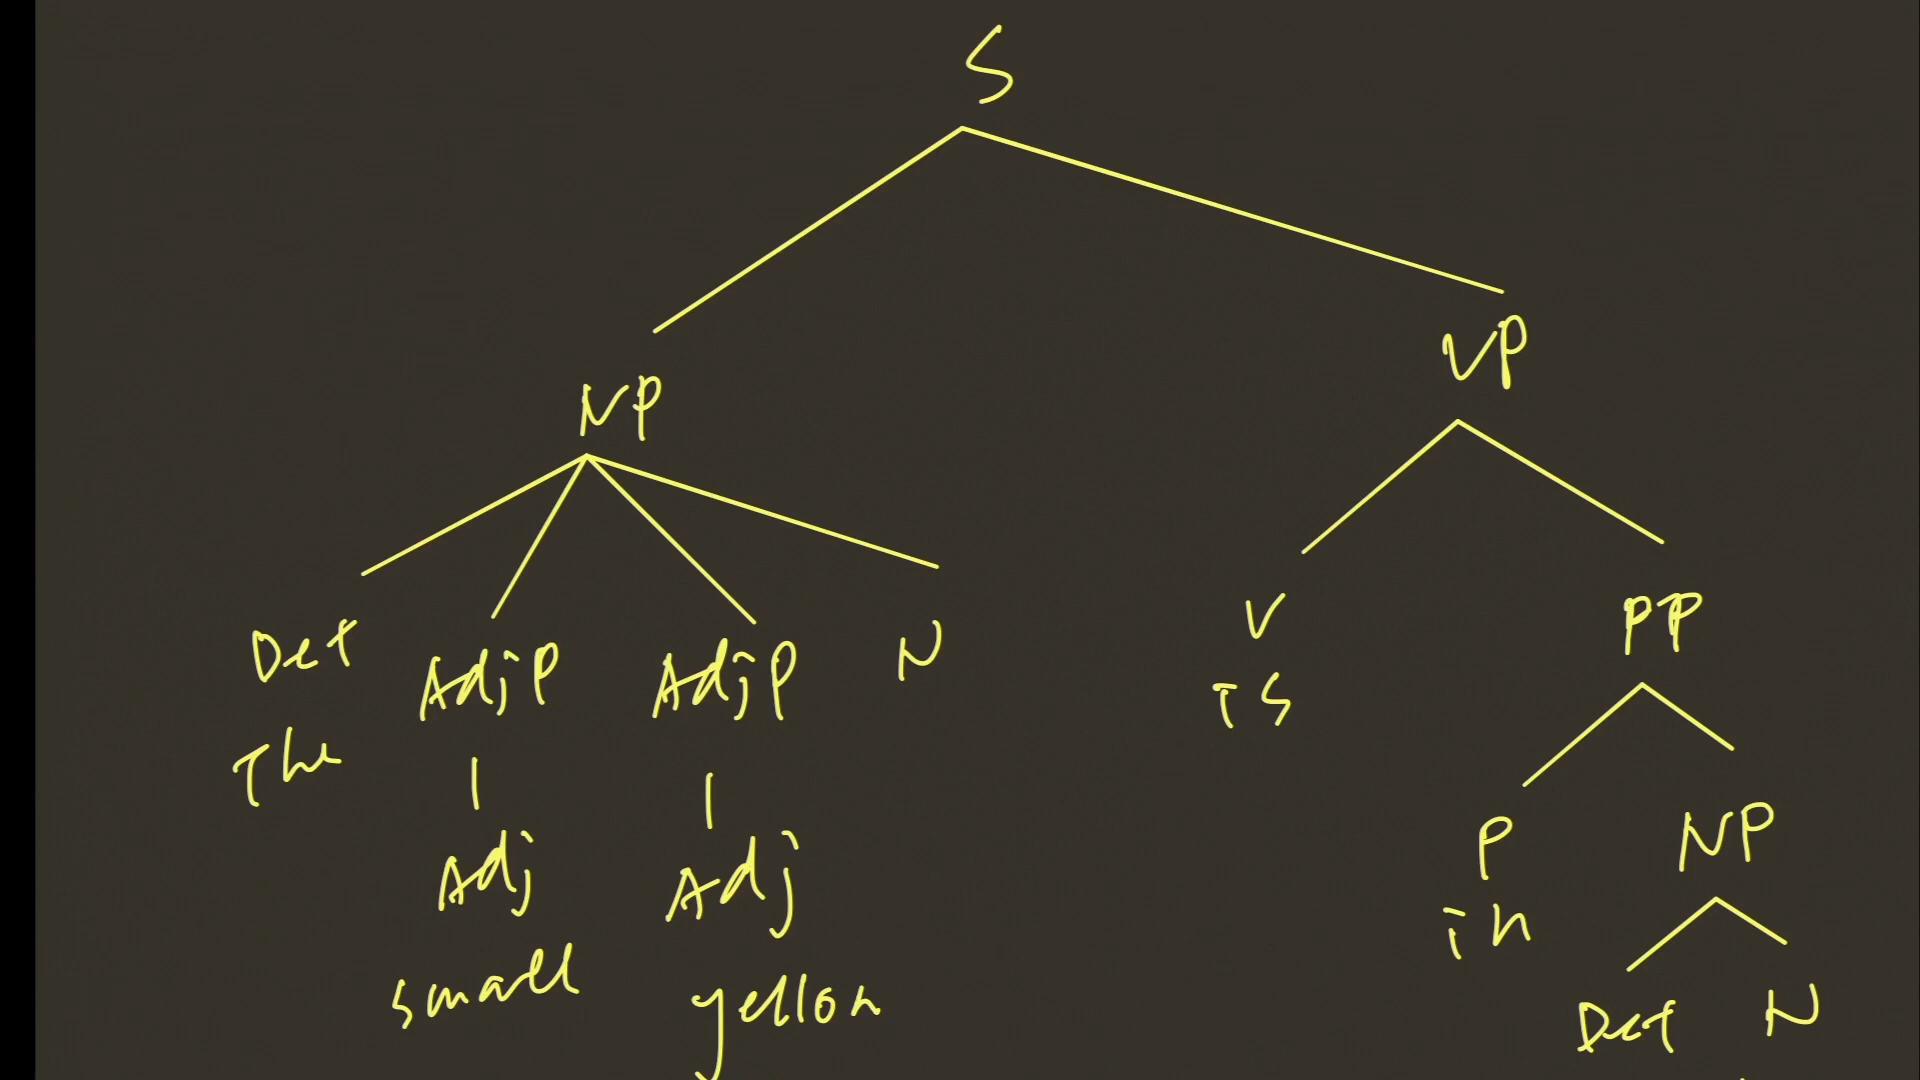 S
NP VP
Det AdjP AdjP N V PP
The is
Adj Adj P NP
small yellow in
Det N